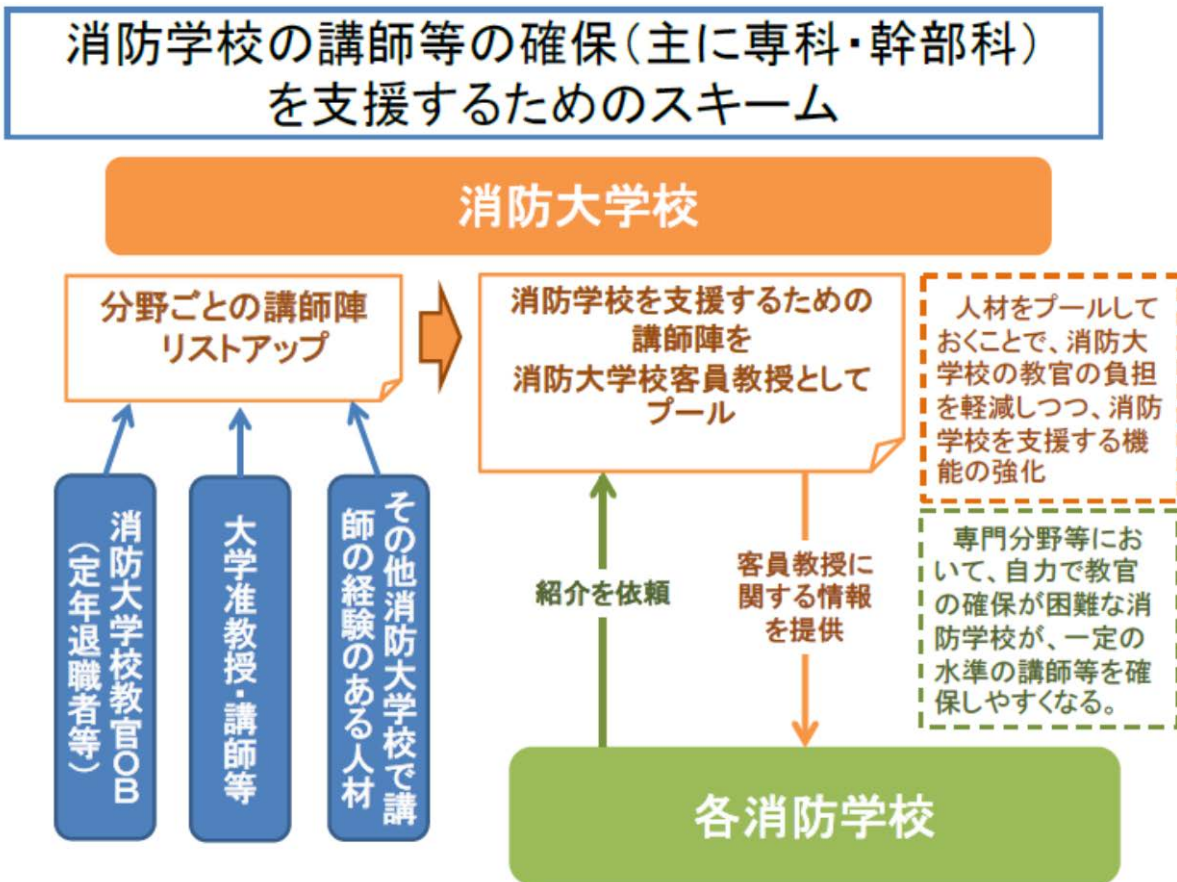 消防学校の講師等の確保(主に専科・幹部科)
を支援するためのスキーム
消防大学校
分野ごとの講師陣
リストアップ
消防学校を支援するための
講師陣を
消防大学校客員教授として
プール
人材をプールして
おくことで、消防大
学校の教官の負担
を軽減しつつ、消防
学校を支援する機
能の強化
消防大学校教官OB
(定年退職者等)
大学准教授・講師等
その他消防大学校で講
師の経験のある人材
紹介を依頼
客員教授に
関する情報
を提供
専門分野等にお
いて、自力で教官
の確保が困難な消
防学校が、一定の
水準の講師等を確
保しやすくなる。
各消防学校